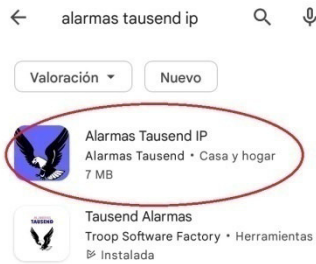 alarmas tausend ip
Valoración
Nuevo
Alarmas Tausend IP
Alarmas Tausend • Casa y hogar
7 MB
TAUSEND
Tausend Alarmas
Troop Software Factory • Herramientas
Instalada